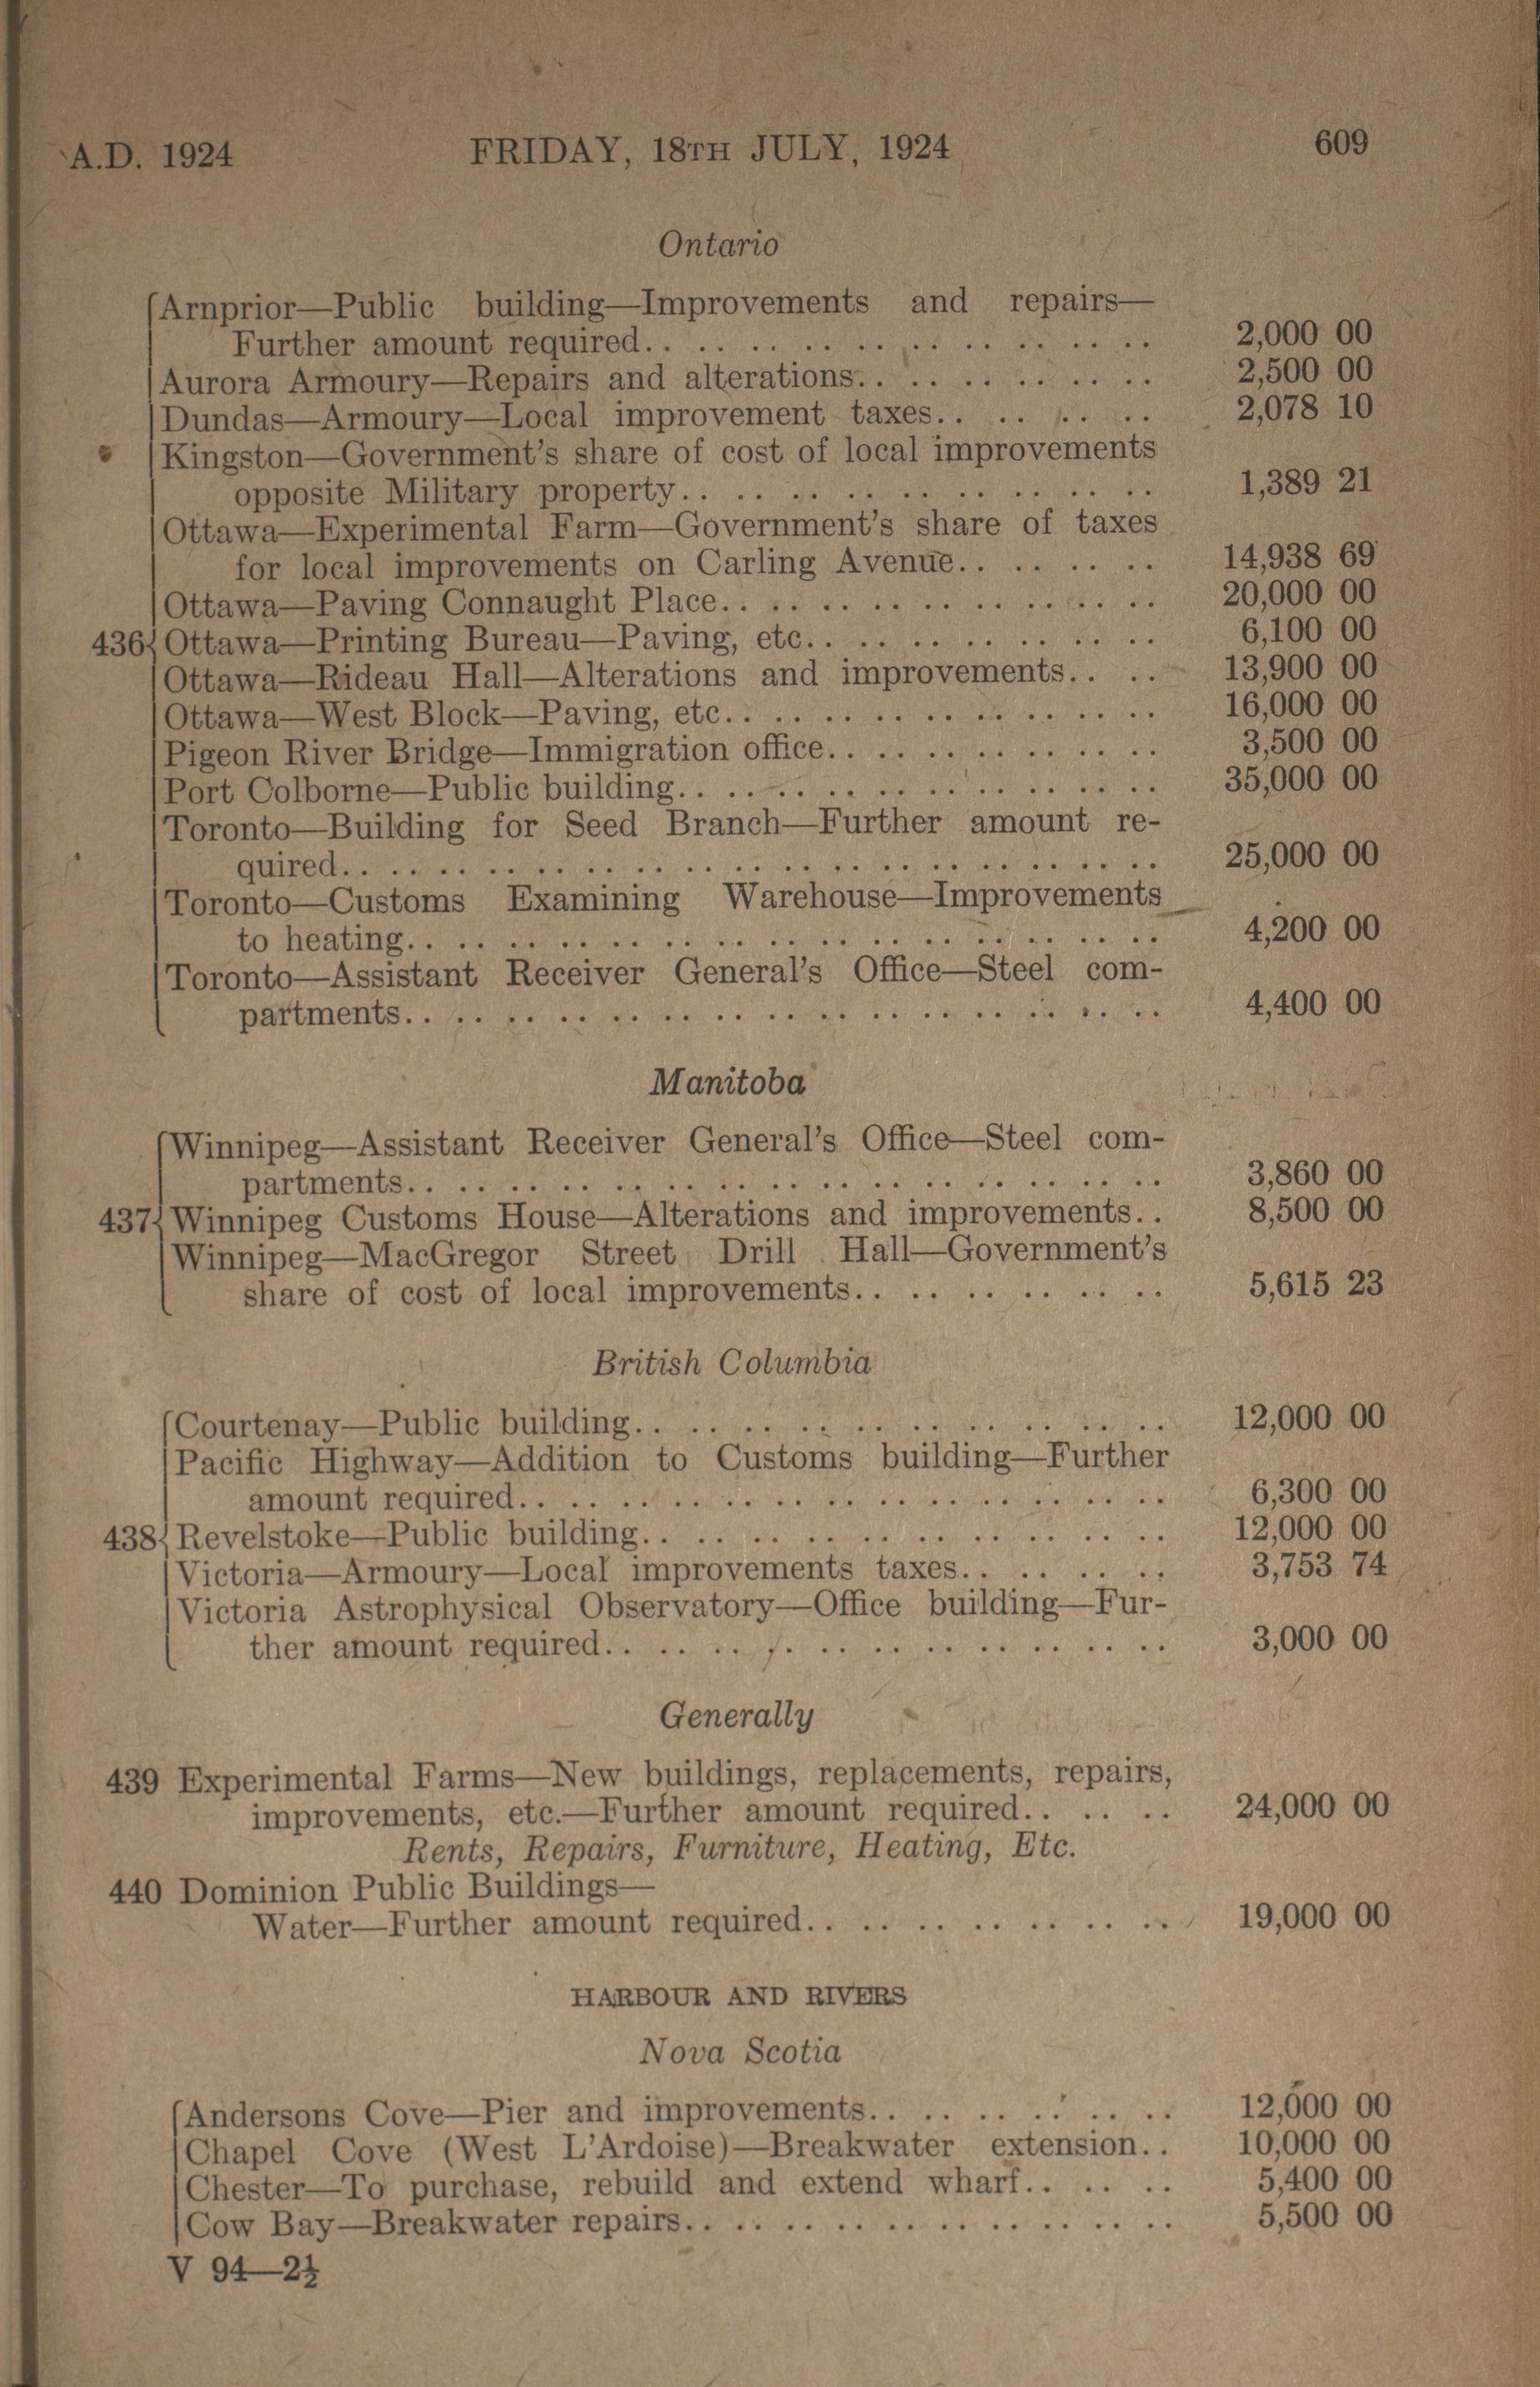 A.D. 1924 FRIDAY, 18TH JULY, 1924 609
Ontario
Arnprior—Public building—Improvements and repairs—
Further amount required. . . . . . . . . . . . . . . . . . . . 2,000 00
Aurora Armoury—Repairs and alterations. . . . . . . . . . . . 2,500 00
Dundas—Armoury—Local improvement taxes. . . . . . . . . . 2,078 10
Kingston—Government's share of cost of local improvements
opposite Military property. . . . . . . . . . . . . . . . . . 1,389 21
Ottawa—Experimental Farm—Government's share of taxes
for local improvements on Carling Avenue. . . . . . . . 14,938 69
Ottawa—Paving Connaught Place. . . . . . . . . . . . . . . . . . 20,000 00
436 Ottawa—Printing Bureau—Paving, etc. . . . . . . . . . . . . . 6,100 00
Ottawa—Rideau Hall—Alterations and improvements. . . . 13,900 00
Ottawa—West Block—Paving, etc. . . . . . . . . . . . . . . . . . 16,000 00
Pigeon River Bridge—Immigration office. . . . . . . . . . . . . . 3,500 00
Port Colborne—Public building. . . . . . . . . . . . . . . . . . . . 35,000 00
Toronto—Building for Seed Branch—Further amount re-
quired. . . . . . . . . . . . . . . . . . . . . . . . . . . . . . . . . . 25,000 00
Toronto—Customs Examining Warehouse—Improvements
to heating. . . . . . . . . . . . . . . . . . . . . . . . . . . . . . 4,200 00
Toronto—Assistant Receiver General's Office—Steel com-
partments. . . . . . . . . . . . . . . . . . . . . . . . . . . . . . 4,400 00
Manitoba
Winnipeg—Assistant Receiver General's Office—Steel com-
partments. . . . . . . . . . . . . . . . . . . . . . . . . . . . . . 3,860 00
437 Winnipeg Customs House—Alterations and improvements. . 8,500 00
Winnipeg—MacGregor Street Drill Hall—Government's
share of cost of local improvements. . . . . . . . . . . . 5,615 23
British Columbia
Courtenay—Public building. . . . . . . . . . . . . . . . . . . . 12,000 00
Pacific Highway—Addition to Customs building—Further
amount required. . . . . . . . . . . . . . . . . . . . . . . . . . 6,300 00
438 Revelstoke—Public building. . . . . . . . . . . . . . . . . . . . 12,000 00
Victoria—Armoury—Local improvements taxes. . . . . . . . 3,753 74
Victoria Astrophysical Observatory—Office building—Fur-
ther amount required. . . . . . . . . . . . . . . . . . . . . . 3,000 00
Generally
439 Experimental Farms—New buildings, replacements, repairs,
improvements, etc.—Further amount required. . . . . . 24,000 00
Rents, Repairs, Furniture, Heating, Etc.
440 Dominion Public Buildings—
Water—Further amount required. . . . . . . . . . . . . . 19,000 00
HARBOUR AND RIVERS
Nova Scotia
Andersons Cove—Pier and improvements. . . . . . . . . . . . 12,000 00
Chapel Cove (West L'Ardoise)—Breakwater extension. . 10,000 00
Chester—To purchase, rebuild and extend wharf. . . . . . 5,400 00
Cow Bay—Breakwater repairs. . . . . . . . . . . . . . . . . . . . 5,500 00
V 94—2½